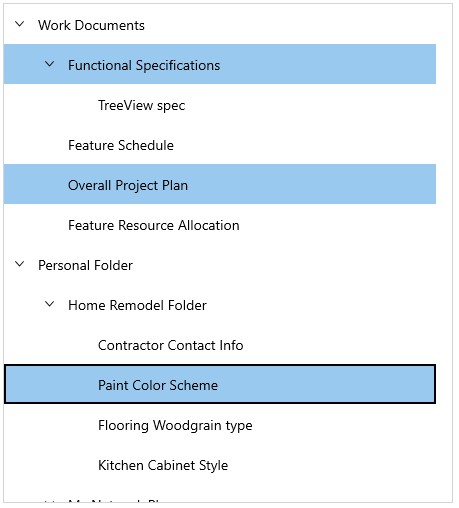 Work Documents
Functional Specifications
TreeView spec
Feature Schedule
Overall Project Plan
Feature Resource Allocation
Personal Folder
Home Remodel Folder
Contractor Contact Info
Paint Color Scheme
Flooring Woodgrain type
Kitchen Cabinet Style